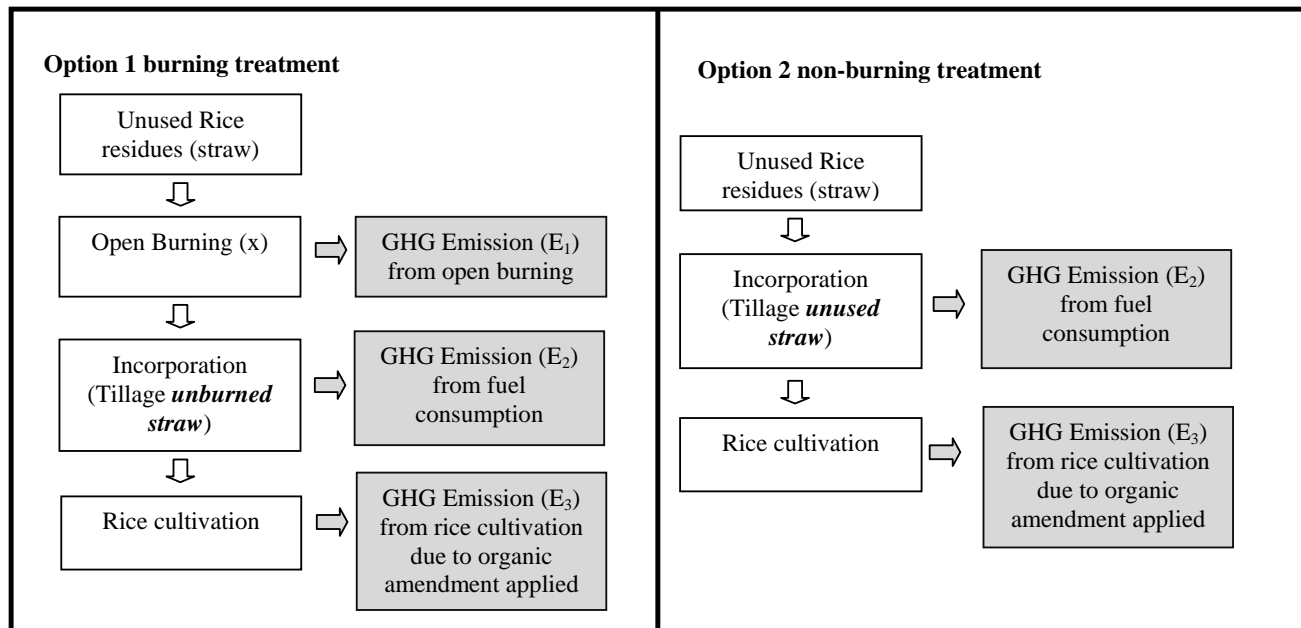 Option 1 burning treatment
Unused Rice
residues (straw)
Open Burning (x)
GHG Emission (E₁)
from open burning
Incorporation
(Tillage unburned
straw)
GHG Emission (E₂)
from fuel
consumption
Rice cultivation
GHG Emission (E₃)
from rice cultivation
due to organic
amendment applied
Option 2 non-burning treatment
Unused Rice
residues (straw)
Incorporation
(Tillage unused
straw)
GHG Emission (E₂)
from fuel
consumption
Rice cultivation
GHG Emission (E₃)
from rice cultivation
due to organic
amendment applied